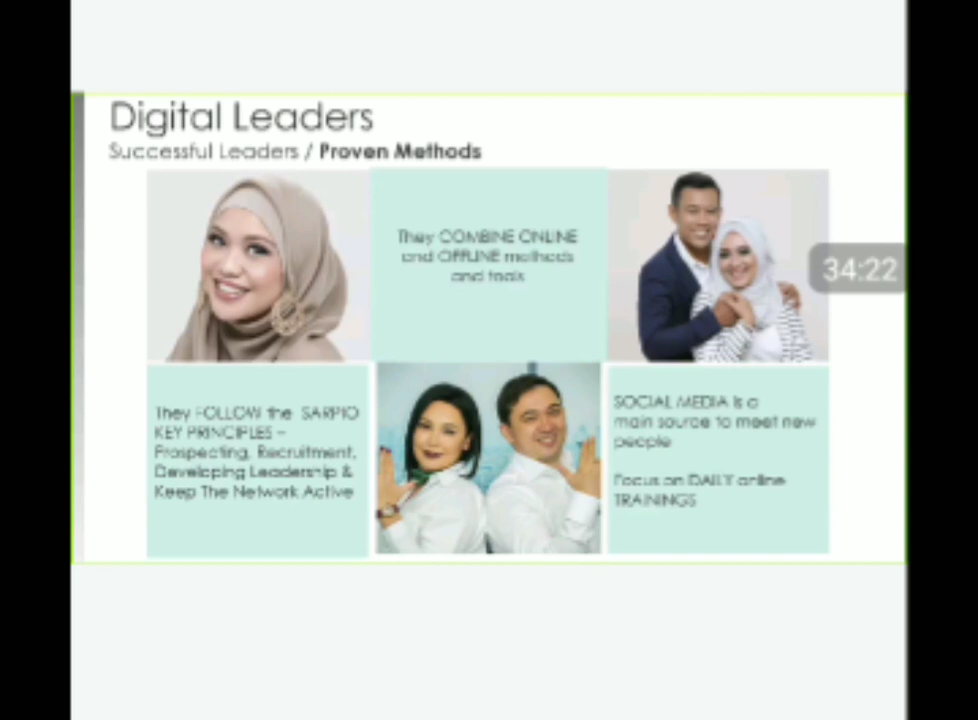 Digital Leaders
Successful Leaders / Proven Methods
They COMBINE ONLINE
and OFFLINE methods
and tools
34:22
They FOLLOW the SARPIO
KEY PRINCIPLES –
Prospecting, Recruitment,
Developing Leadership &
Keep The Network Active
SOCIAL MEDIA is a
main source to meet new
people
Focus on DAILY online
TRAININGS